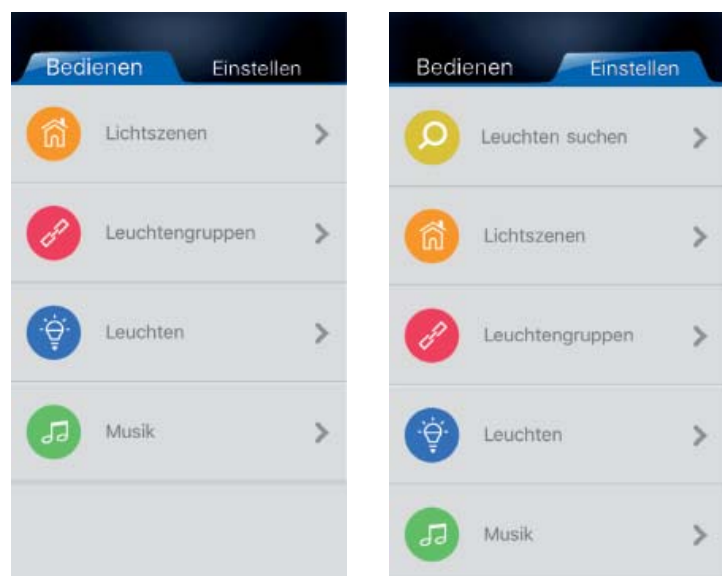 Bedienen Einstellen
Lichtszenen
Leuchtengruppen
Leuchten
Musik
Bedienen Einstellen
Leuchten suchen
Lichtszenen
Leuchtengruppen
Leuchten
Musik